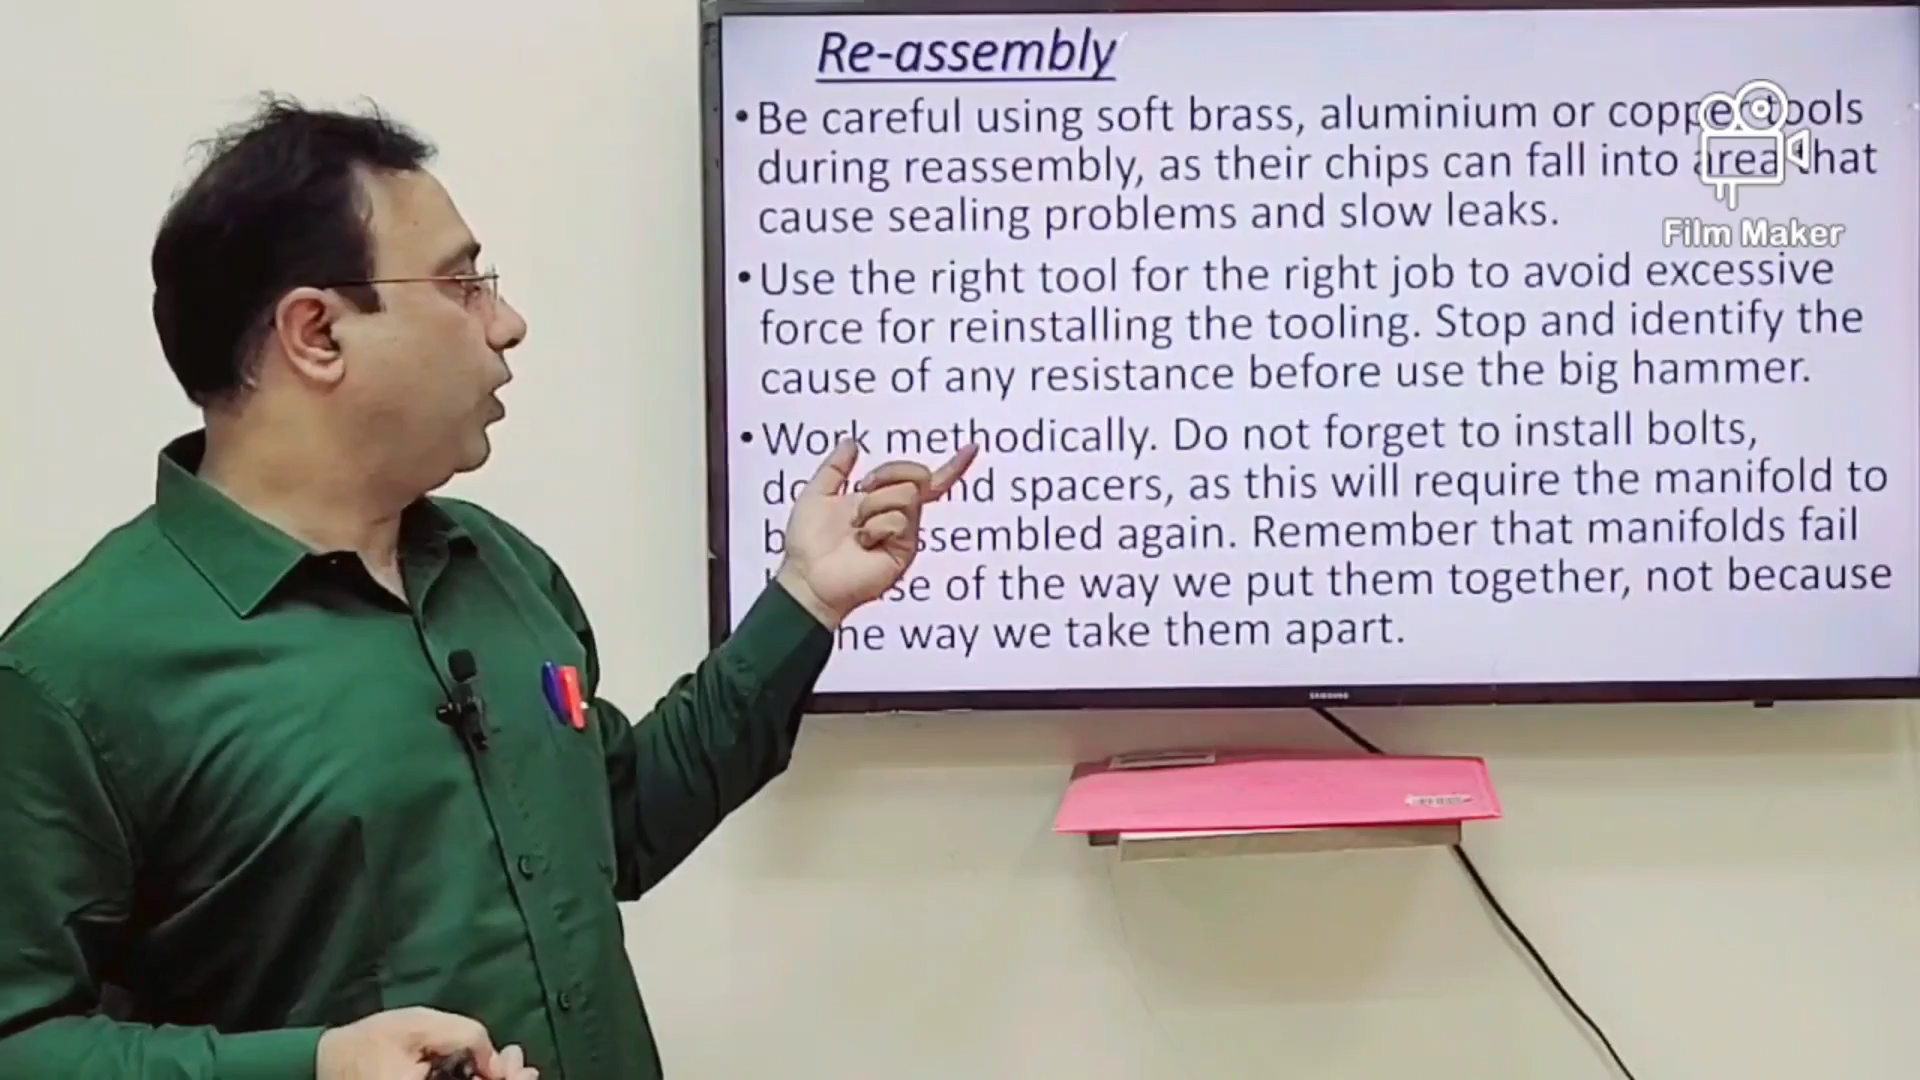 Re-assembly
• Be careful using soft brass, aluminium or copper tools
during reassembly, as their chips can fall into area that
cause sealing problems and slow leaks.
Film Maker
• Use the right tool for the right job to avoid excessive
force for reinstalling the tooling. Stop and identify the
cause of any resistance before use the big hammer.
• Work methodically. Do not forget to install bolts,
spacers, as this will require the manifold to
again. Remember that manifolds fail
of the way we put them together, not because
way we take them apart.
SAMSUNG